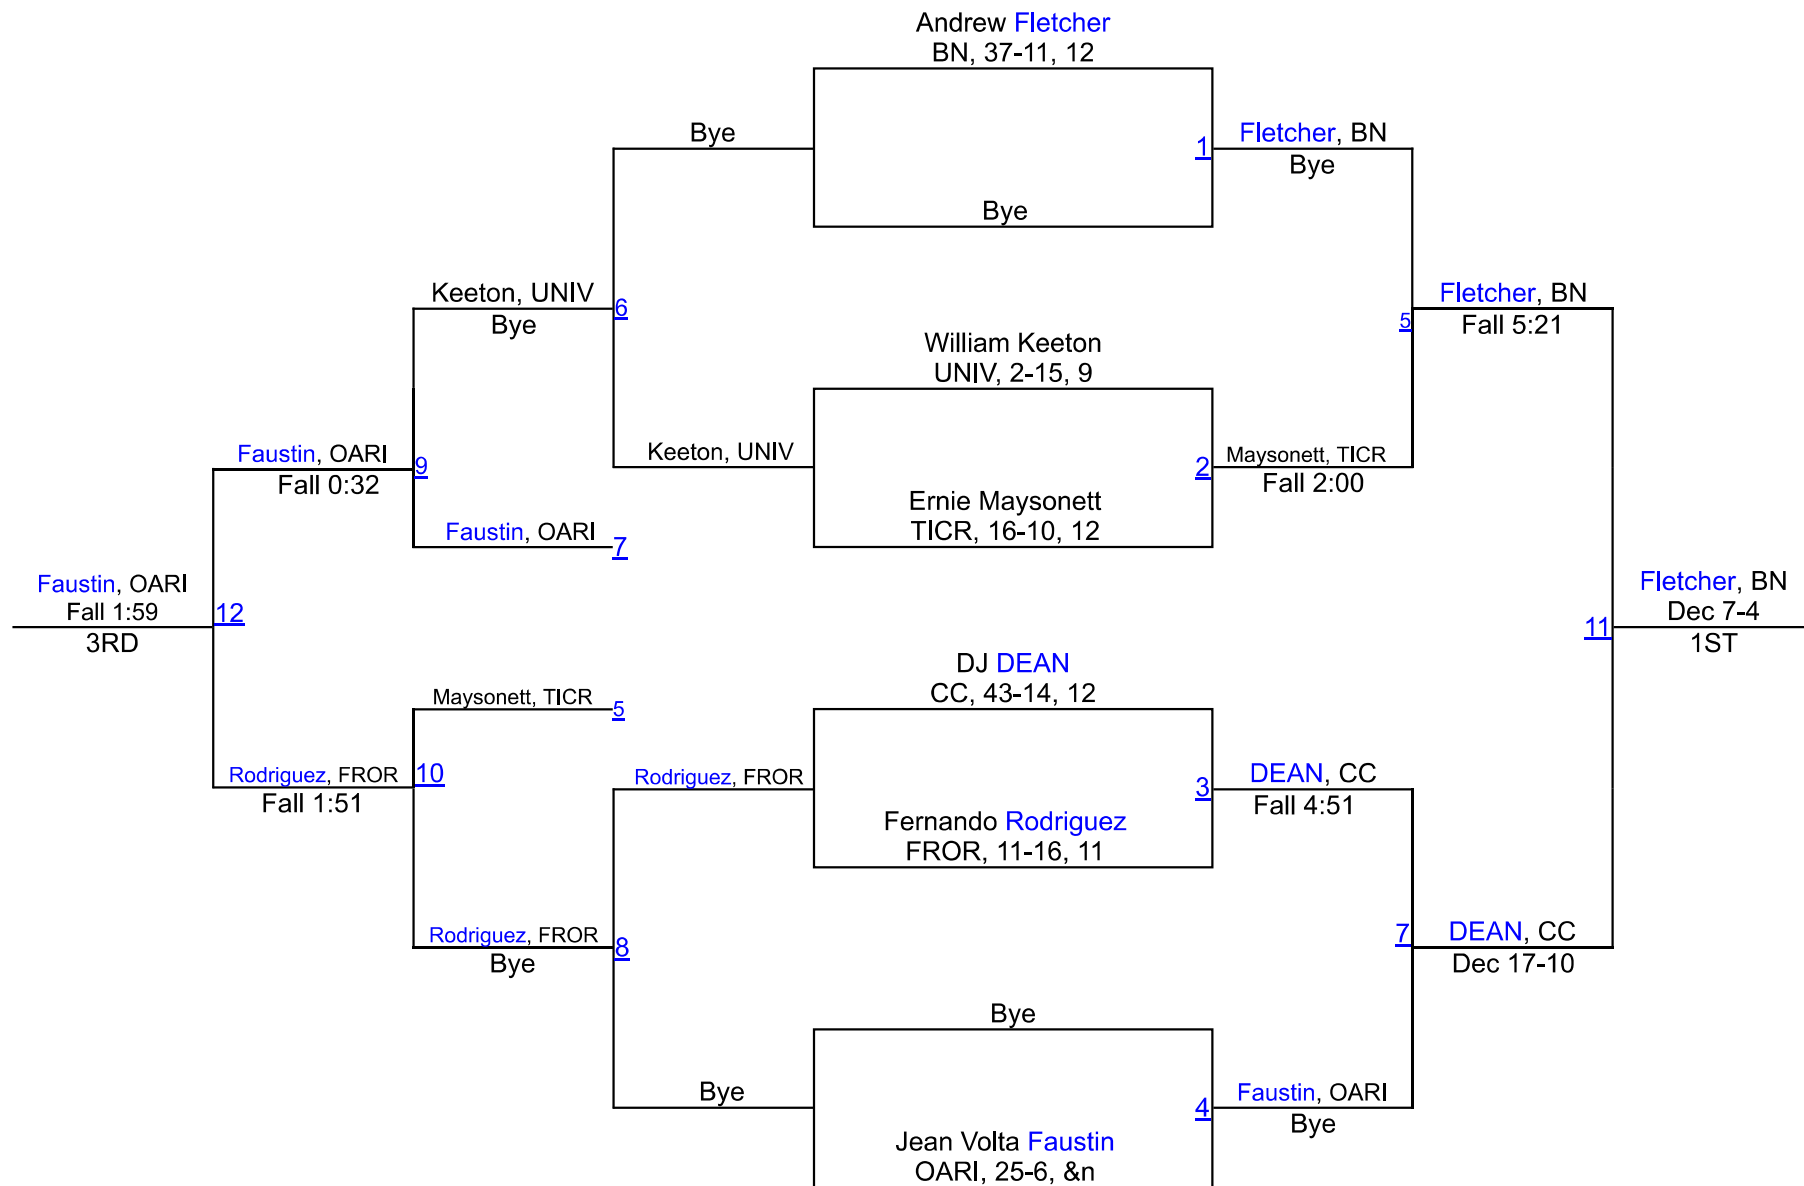 Andrew Fletcher
BN, 37-11, 12
Bye
1
Fletcher, BN
Bye
Bye
Keeton, UNIV
Bye
6
Fletcher, BN
Fall 5:21
5
William Keeton
UNIV, 2-15, 9
Keeton, UNIV
2
Maysonett, TICR
Fall 2:00
Faustin, OARI
Fall 0:32
9
Ernie Maysonett
TICR, 16-10, 12
Faustin, OARI
7
Faustin, OARI
Fall 1:59
3RD
12
Fletcher, BN
Dec 7-4
1ST
11
DJ DEAN
CC, 43-14, 12
Maysonett, TICR
5
Rodriguez, FROR
Fall 1:51
10
Rodriguez, FROR
3
DEAN, CC
Fall 4:51
Fernando Rodriguez
FROR, 11-16, 11
Rodriguez, FROR
Bye
8
7
DEAN, CC
Dec 17-10
Bye
Bye
4
Faustin, OARI
Bye
Jean Volta Faustin
OARI, 25-6, &n